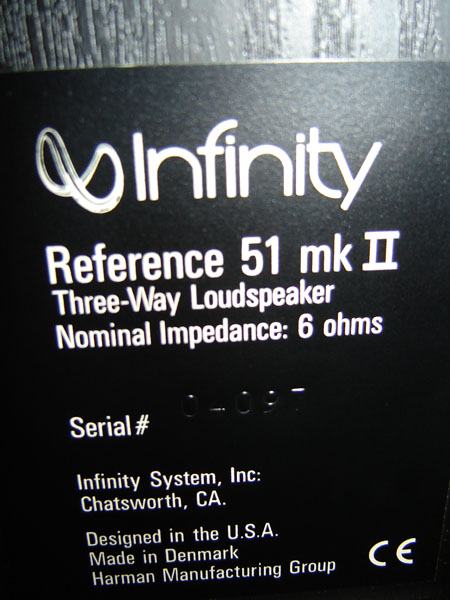 Infinity
Reference 51 mk II
Three-Way Loudspeaker
Nominal Impedance: 6 ohms
Serial#
Infinity System, Inc:
Chatsworth, CA.
Designed in the U.S.A.
Made in Denmark
Harman Manufacturing Group
CE